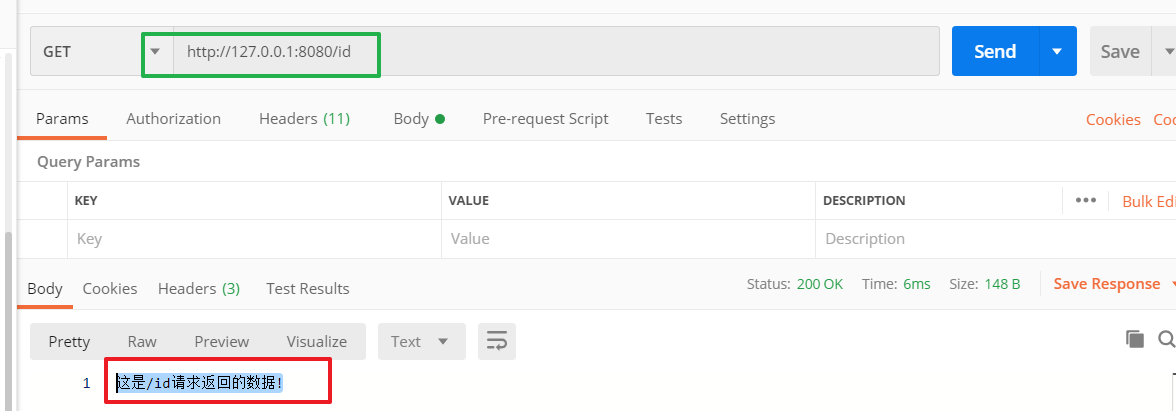 GET http://127.0.0.1:8080/id Send Save
Params Authorization Headers (11) Body Pre-request Script Tests Settings Cookies
Query Params
KEY VALUE DESCRIPTION ••• Bulk
Key Value Description
Body Cookies Headers (3) Test Results Status: 200 OK Time: 6ms Size: 148 B Save Response
Pretty Raw Preview Visualize Text
1 这是/id请求返回的数据!